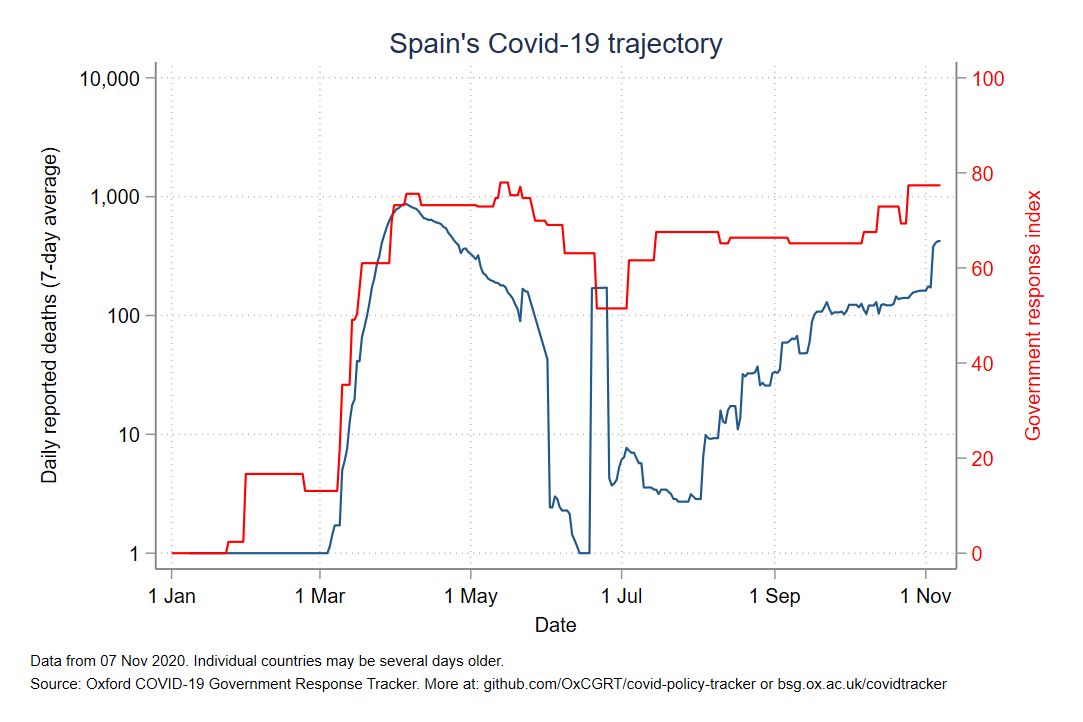 Spain's Covid-19 trajectory
10,000
1,000
100
10
1
Daily reported deaths (7-day average)
100
80
60
40
20
0
Government response index
1 Jan
1 Mar
1 May
1 Jul
1 Sep
1 Nov
Date
Data from 07 Nov 2020. Individual countries may be several days older.
Source: Oxford COVID-19 Government Response Tracker. More at: github.com/OxCGRT/covid-policy-tracker or bsg.ox.ac.uk/covidtracker